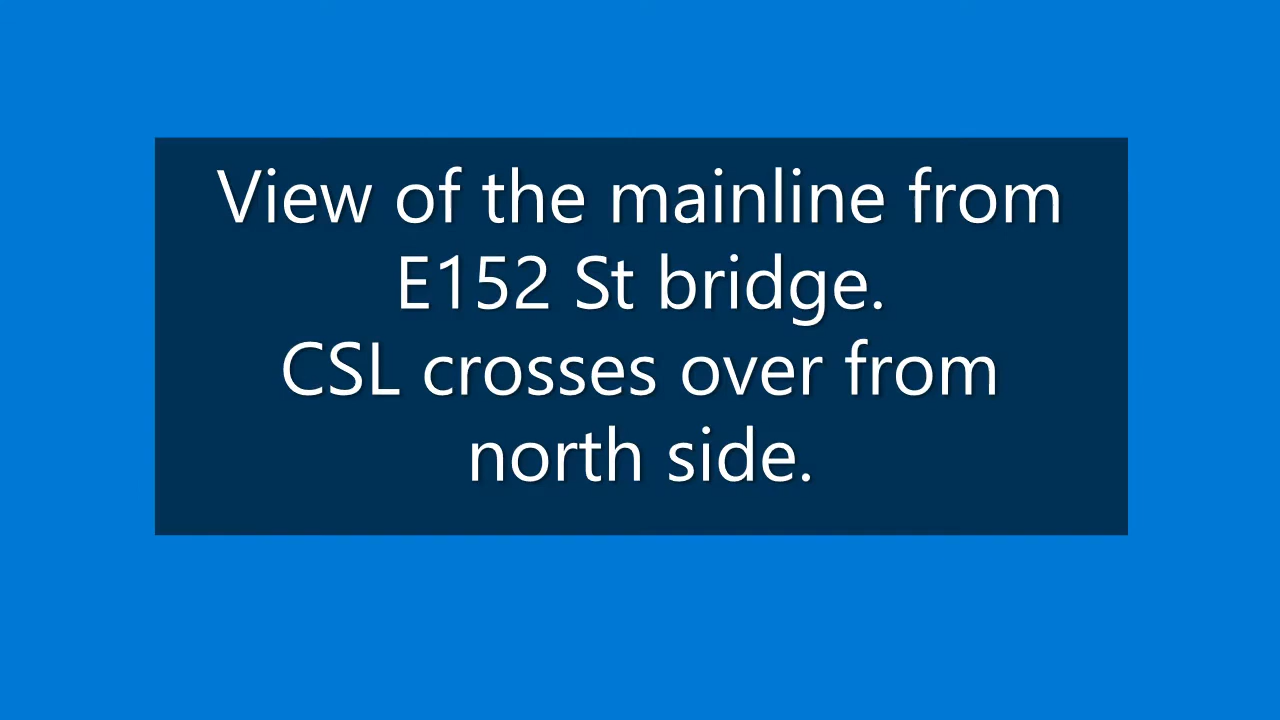 View of the mainline from
E152 St bridge.
CSL crosses over from
north side.